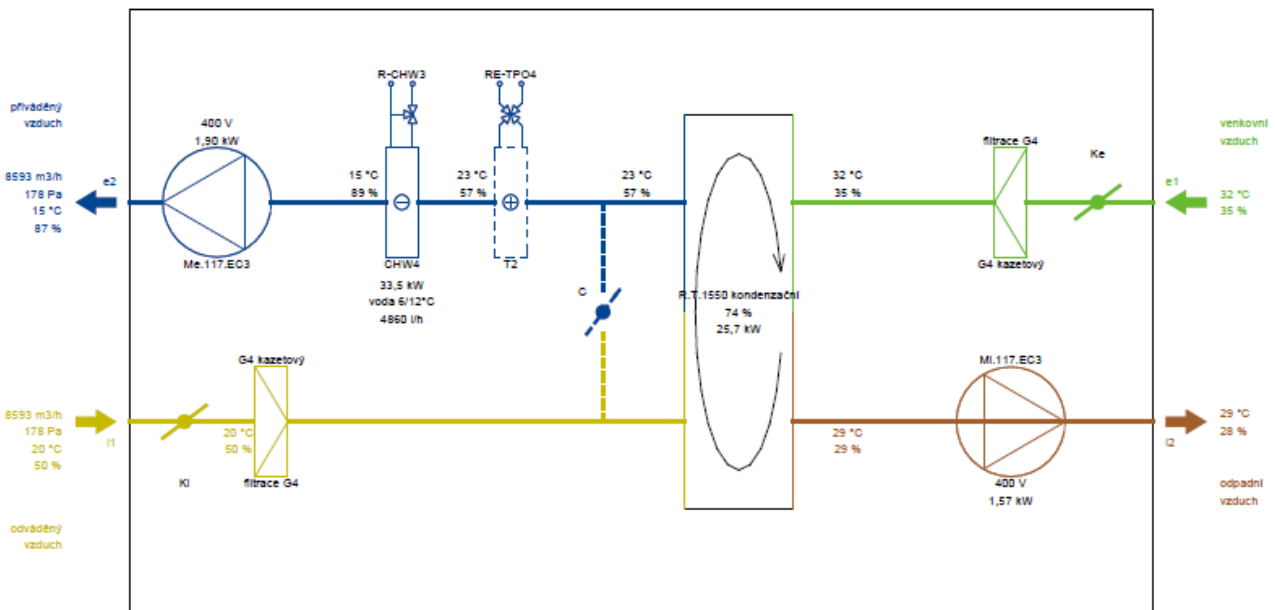 R-CHW3
RE-TPO4
přiváděný
vzduch
400 V
1,90 kW
filtrace G4
Ke
venkovní
vzduch
8593 m3/h
178 Pa
15 °C
87 %
e2
15 °C
89 %
23 °C
57 %
23 °C
57 %
32 °C
35 %
e1
32 °C
35 %
Me.117.EC3
CHW4
33,5 kW
voda 6/12°C
4860 l/h
T2
G4 kazetový
C
R.T.1550 kondenzační
74 %
25,7 kW
G4 kazetový
Mi.117.EC3
8593 m3/h
178 Pa
20 °C
50 %
i1
20 °C
50 %
29 °C
29 %
i2
29 °C
28 %
Ki
filtrace G4
400 V
1,57 kW
odpadní
vzduch
odváděný
vzduch